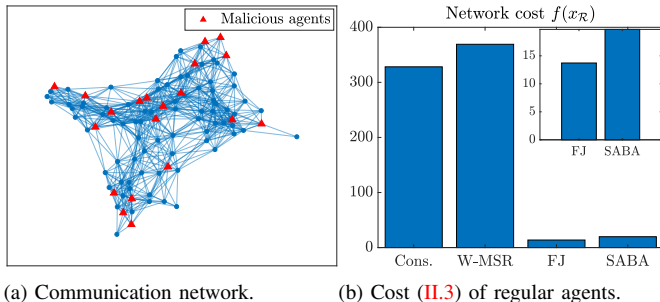 Malicious agents
Network cost f(x_R)
400
300
200
100
0
15
10
5
0
FJ SABA
Cons. W-MSR FJ SABA
(a) Communication network. (b) Cost (II.3) of regular agents.